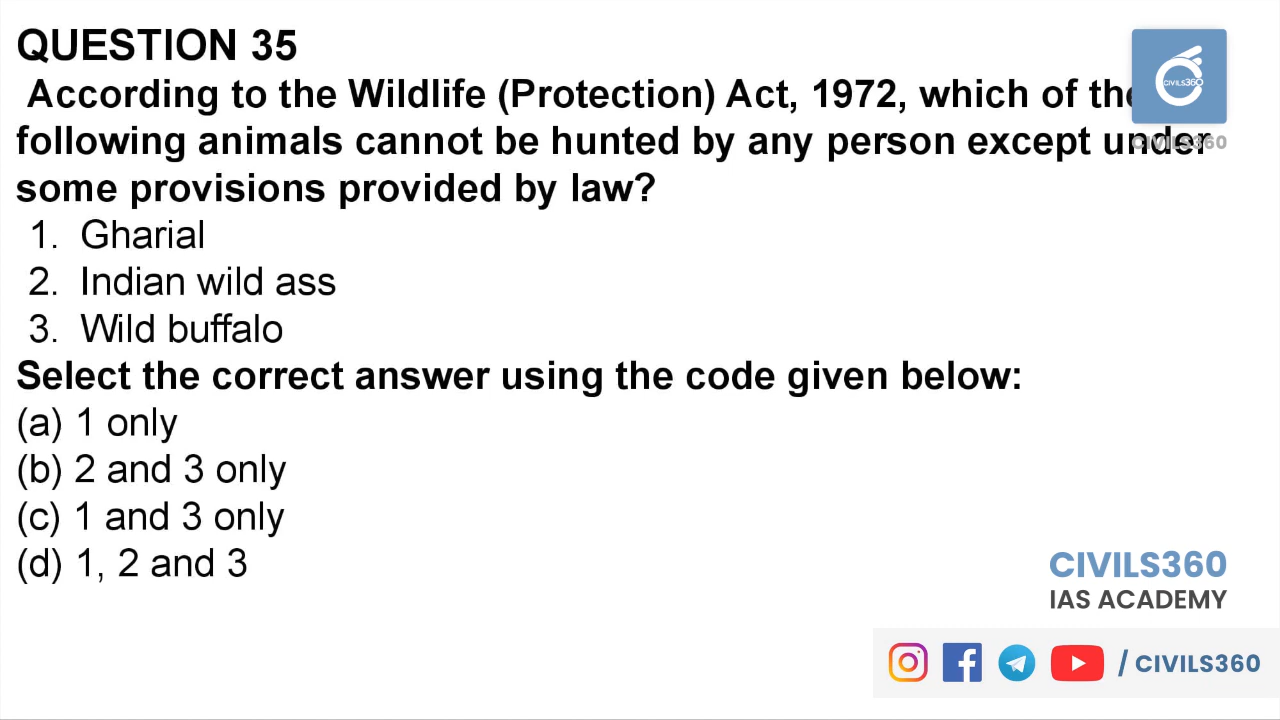 QUESTION 35
According to the Wildlife (Protection) Act, 1972, which of the
following animals cannot be hunted by any person except under
some provisions provided by law?
1. Gharial
2. Indian wild ass
3. Wild buffalo
Select the correct answer using the code given below:
(a) 1 only
(b) 2 and 3 only
(c) 1 and 3 only
(d) 1, 2 and 3
CIVILS360
CIVILS360
CIVILS360
IAS ACADEMY
/ CIVILS360